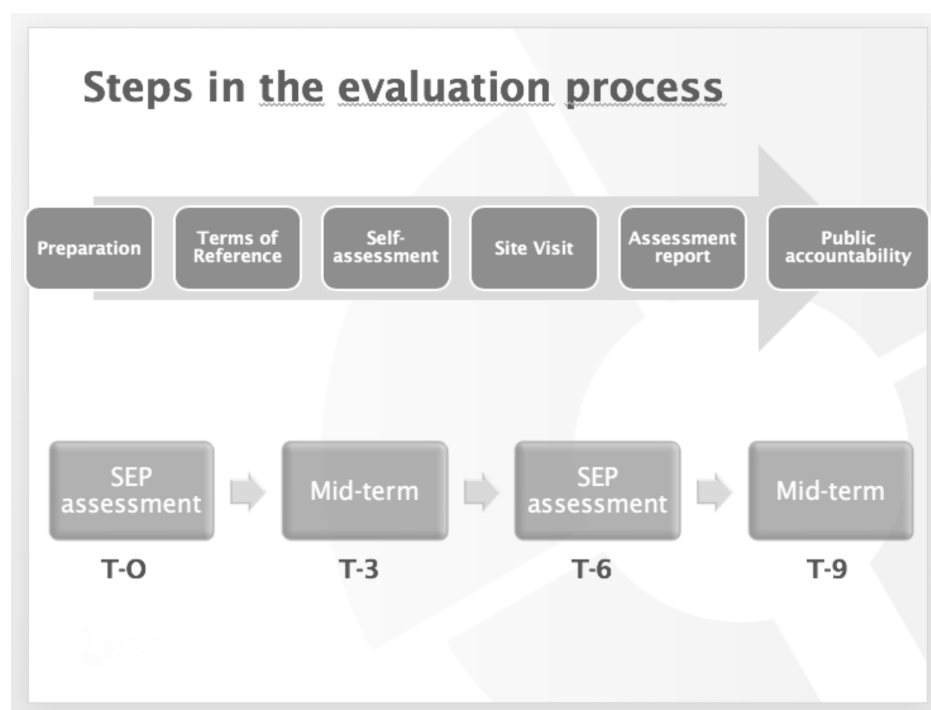 Steps in the evaluation process
Preparation
Terms of
Reference
Self-
assessment
Site Visit
Assessment
report
Public
accountability
SEP
assessment
Mid-term
SEP
assessment
Mid-term
T-0
T-3
T-6
T-9